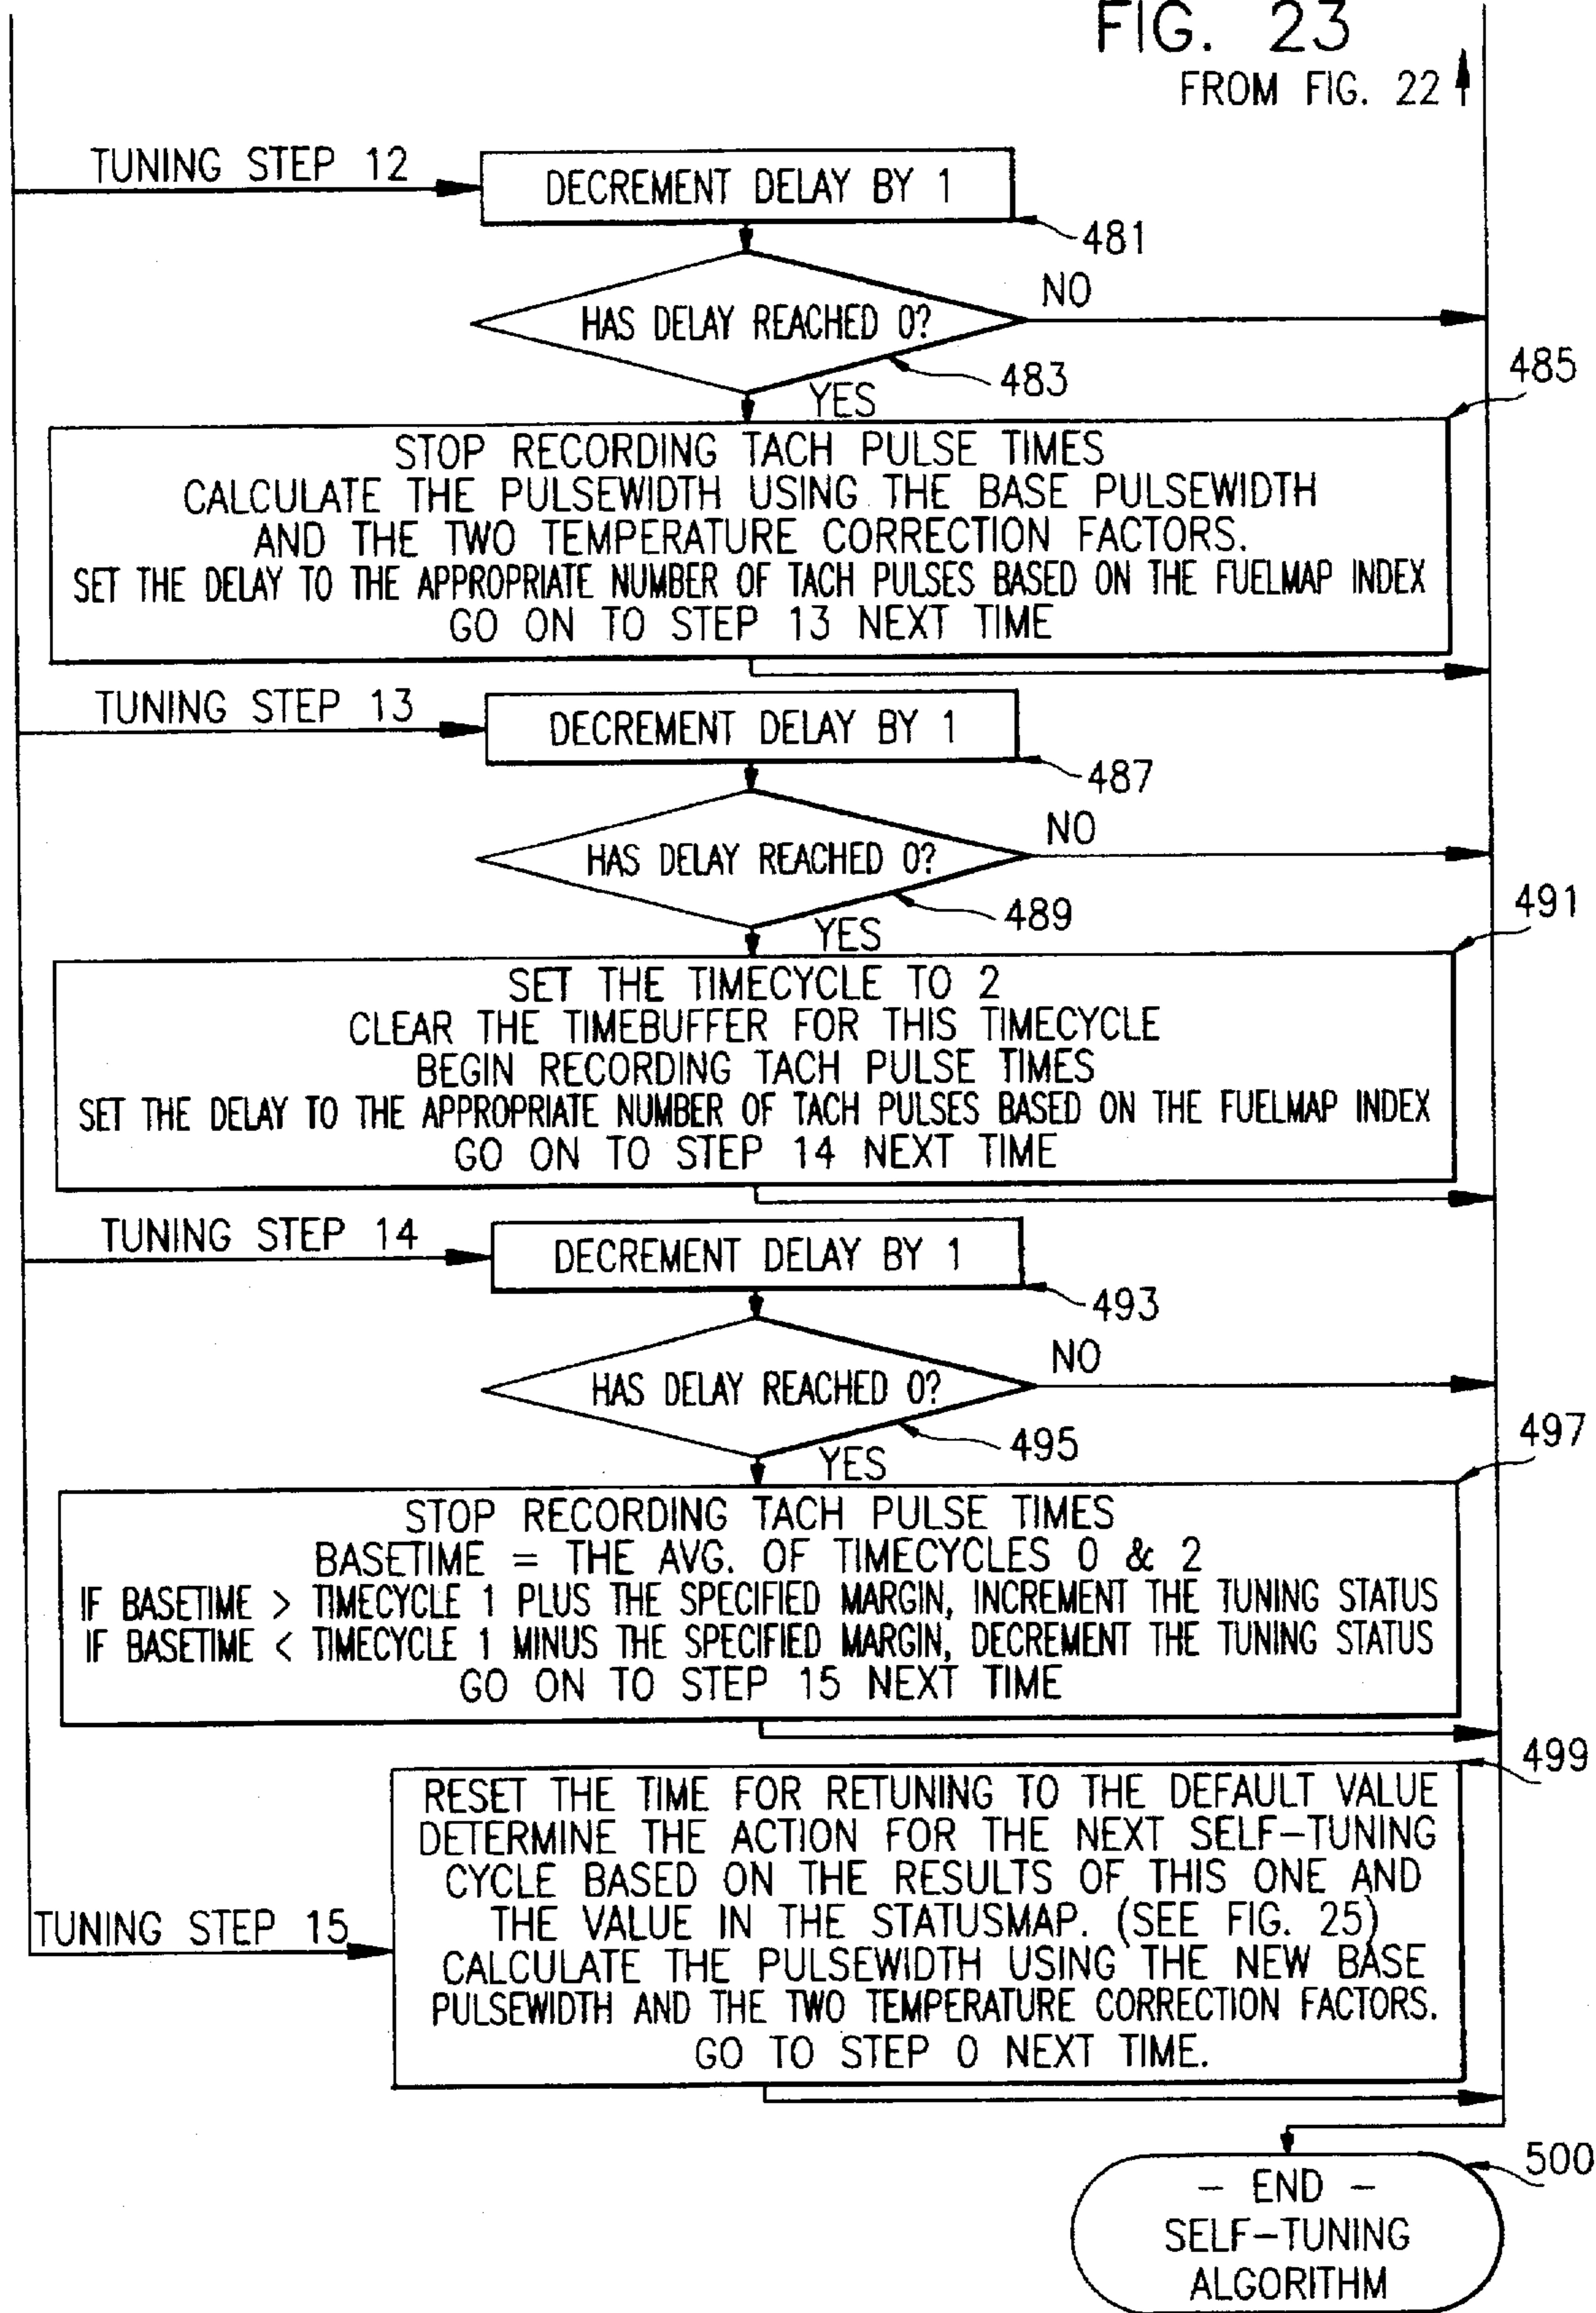 FIG. 23
FROM FIG. 22
TUNING STEP 12
DECREMENT DELAY BY 1
481
HAS DELAY REACHED 0?
NO
483
YES
485
STOP RECORDING TACH PULSE TIMES
CALCULATE THE PULSEWIDTH USING THE BASE PULSEWIDTH
AND THE TWO TEMPERATURE CORRECTION FACTORS.
SET THE DELAY TO THE APPROPRIATE NUMBER OF TACH PULSES BASED ON THE FUELMAP INDEX
GO ON TO STEP 13 NEXT TIME
TUNING STEP 13
DECREMENT DELAY BY 1
487
HAS DELAY REACHED 0?
NO
489
YES
491
SET THE TIMECYCLE TO 2
CLEAR THE TIMEBUFFER FOR THIS TIMECYCLE
BEGIN RECORDING TACH PULSE TIMES
SET THE DELAY TO THE APPROPRIATE NUMBER OF TACH PULSES BASED ON THE FUELMAP INDEX
GO ON TO STEP 14 NEXT TIME
TUNING STEP 14
DECREMENT DELAY BY 1
493
HAS DELAY REACHED 0?
NO
495
YES
497
STOP RECORDING TACH PULSE TIMES
BASETIME = THE AVG. OF TIMECYCLES 0 & 2
IF BASETIME > TIMECYCLE 1 PLUS THE SPECIFIED MARGIN, INCREMENT THE TUNING STATUS
IF BASETIME < TIMECYCLE 1 MINUS THE SPECIFIED MARGIN, DECREMENT THE TUNING STATUS
GO ON TO STEP 15 NEXT TIME
499
TUNING STEP 15
RESET THE TIME FOR RETUNING TO THE DEFAULT VALUE
DETERMINE THE ACTION FOR THE NEXT SELF-TUNING
CYCLE BASED ON THE RESULTS OF THIS ONE AND
THE VALUE IN THE STATUSMAP. (SEE FIG. 25)
CALCULATE THE PULSEWIDTH USING THE NEW BASE
PULSEWIDTH AND THE TWO TEMPERATURE CORRECTION FACTORS.
GO TO STEP 0 NEXT TIME.
500
- END -
SELF-TUNING
ALGORITHM